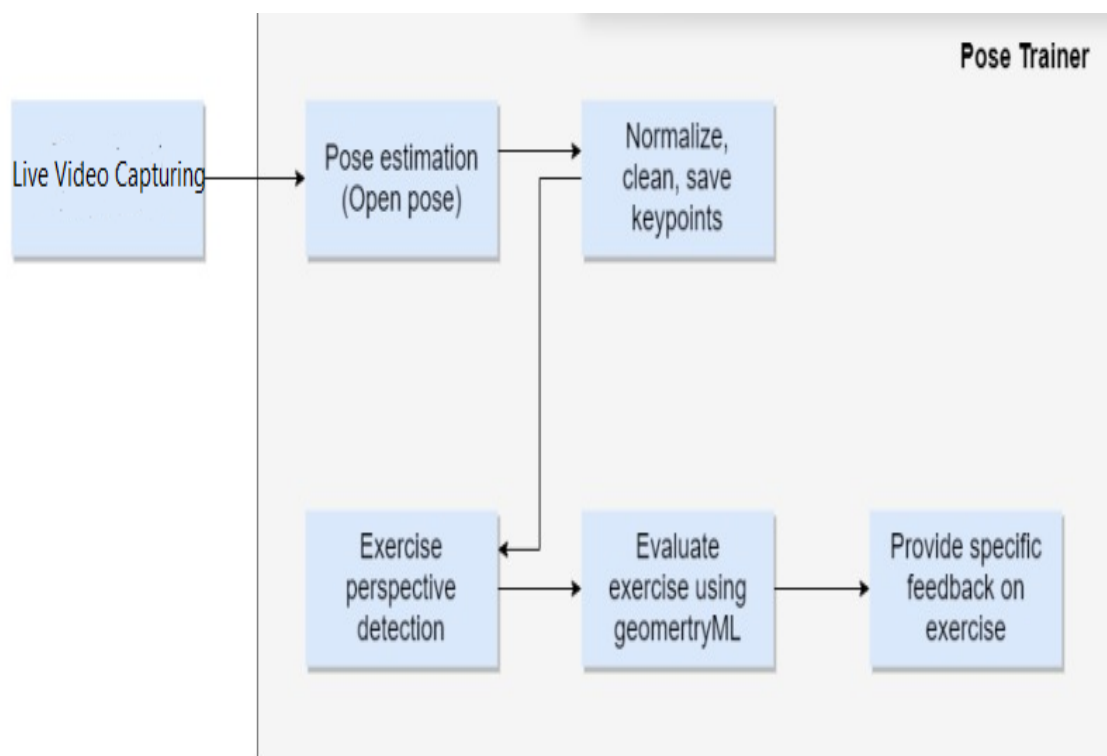 Pose Trainer
Live Video Capturing
Pose estimation
(Open pose)
Normalize,
clean, save
keypoints
Exercise
perspective
detection
Evaluate
exercise using
geomertryML
Provide specific
feedback on
exercise